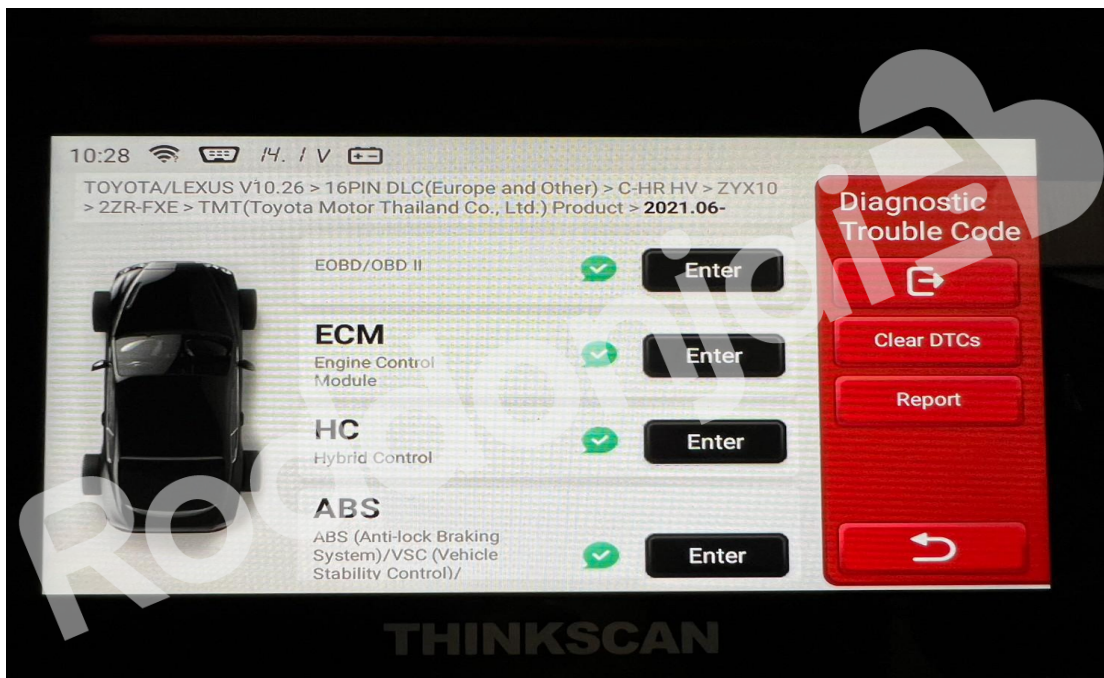 10:28 14.1 V
TOYOTA/LEXUS V10.26 > 16PIN DLC(Europe and Other) > C-HR HV > ZYX10
> 2ZR-FXE > TMT(Toyota Motor Thailand Co., Ltd.) Product > 2021.06-
Diagnostic
Trouble Code
EOBD/OBD II
Enter
ECM
Engine Control
Module
Enter
Clear DTCs
Report
HC
Hybrid Control
Enter
ABS
ABS (Anti-lock Braking
System)/VSC (Vehicle
Stability Control)/
Enter
THINKSCAN
Roddonjai